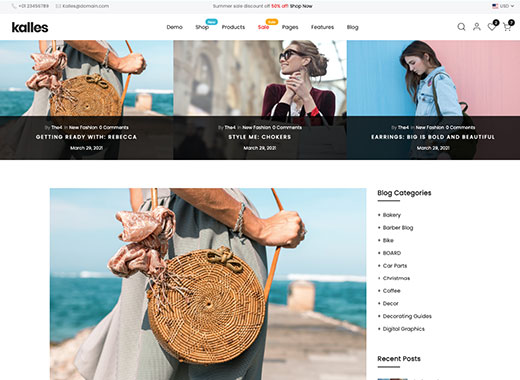 +01 23456789 Kalles@domain.com Summer sale discount off 50% off! Shop Now USD
kalles Demo Shop New Products Sale Sale Pages Features Blog
By The4 in New Fashion 0 Comments
GETTING READY WITH: REBECCA
March 29, 2021
By The4 in New Fashion 0 Comments
STYLE ME: CHOKERS
March 29, 2021
By The4 in New Fashion 0 Comments
EARRINGS: BIG IS BOLD AND BEAUTIFUL
March 29, 2021
Blog Categories
+ Bakery
+ Barber Blog
+ Bike
+ BOARD
+ Car Parts
+ Christmas
+ Coffee
+ Decor
+ Decorating Guides
+ Digital Graphics
Recent Posts